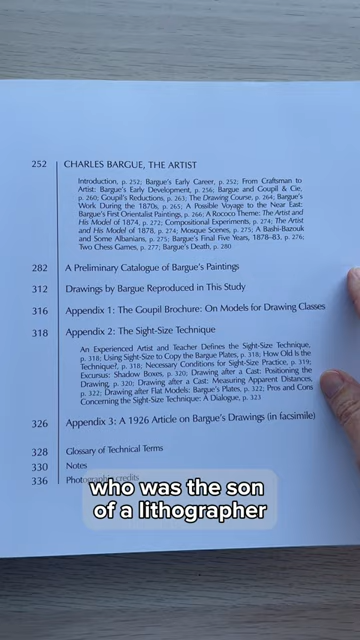 252 CHARLES BARGUE, THE ARTIST
Introduction, p. 252; Bargue's Early Career, p. 252; From Craftsman to
Artist: Bargue's Early Development, p. 256; Bargue and Goupil & Cie,
p. 260; Goupil's Reductions, p. 263; The Drawing Course, p. 264; Bargue's
Work During the 1870s, p. 265; A Possible Voyage to the Near East:
Bargue's First Orientalist Paintings, p. 266; A Rococo Theme: The Artist and
His Model of 1874, p. 272; Compositional Experiments, p. 274; The Artist
and His Model of 1878, p. 274; Mosque Scenes, p. 275; A Bashi-Bazouk
and Some Albanians, p. 275; Bargue's Final Five Years, 1878–83, p. 276;
Two Chess Games, p. 277; Bargue's Death, p. 280
282 A Preliminary Catalogue of Bargue's Paintings
312 Drawings by Bargue Reproduced in This Study
316 Appendix 1: The Goupil Brochure: On Models for Drawing Classes
318 Appendix 2: The Sight-Size Technique
An Experienced Artist and Teacher Defines the Sight-Size Technique,
p. 318; Using Sight-Size to Copy the Bargue Plates, p. 318; How Old Is the
Technique?, p. 318; Necessary Conditions for Sight-Size Practice, p. 319;
Excursus: Shadow Boxes, p. 320; Drawing after a Cast: Positioning the
Drawing, p. 320; Drawing after a Cast: Measuring Apparent Distances,
p. 322; Drawing after Flat Models: Bargue's Plates, p. 322; Pros and Cons
Concerning the Sight-Size Technique: A Dialogue, p. 323
326 Appendix 3: A 1926 Article on Bargue's Drawings (in facsimile)
328 Glossary of Technical Terms
330 Notes
336 Photographic credits
who was the son
of a lithographer